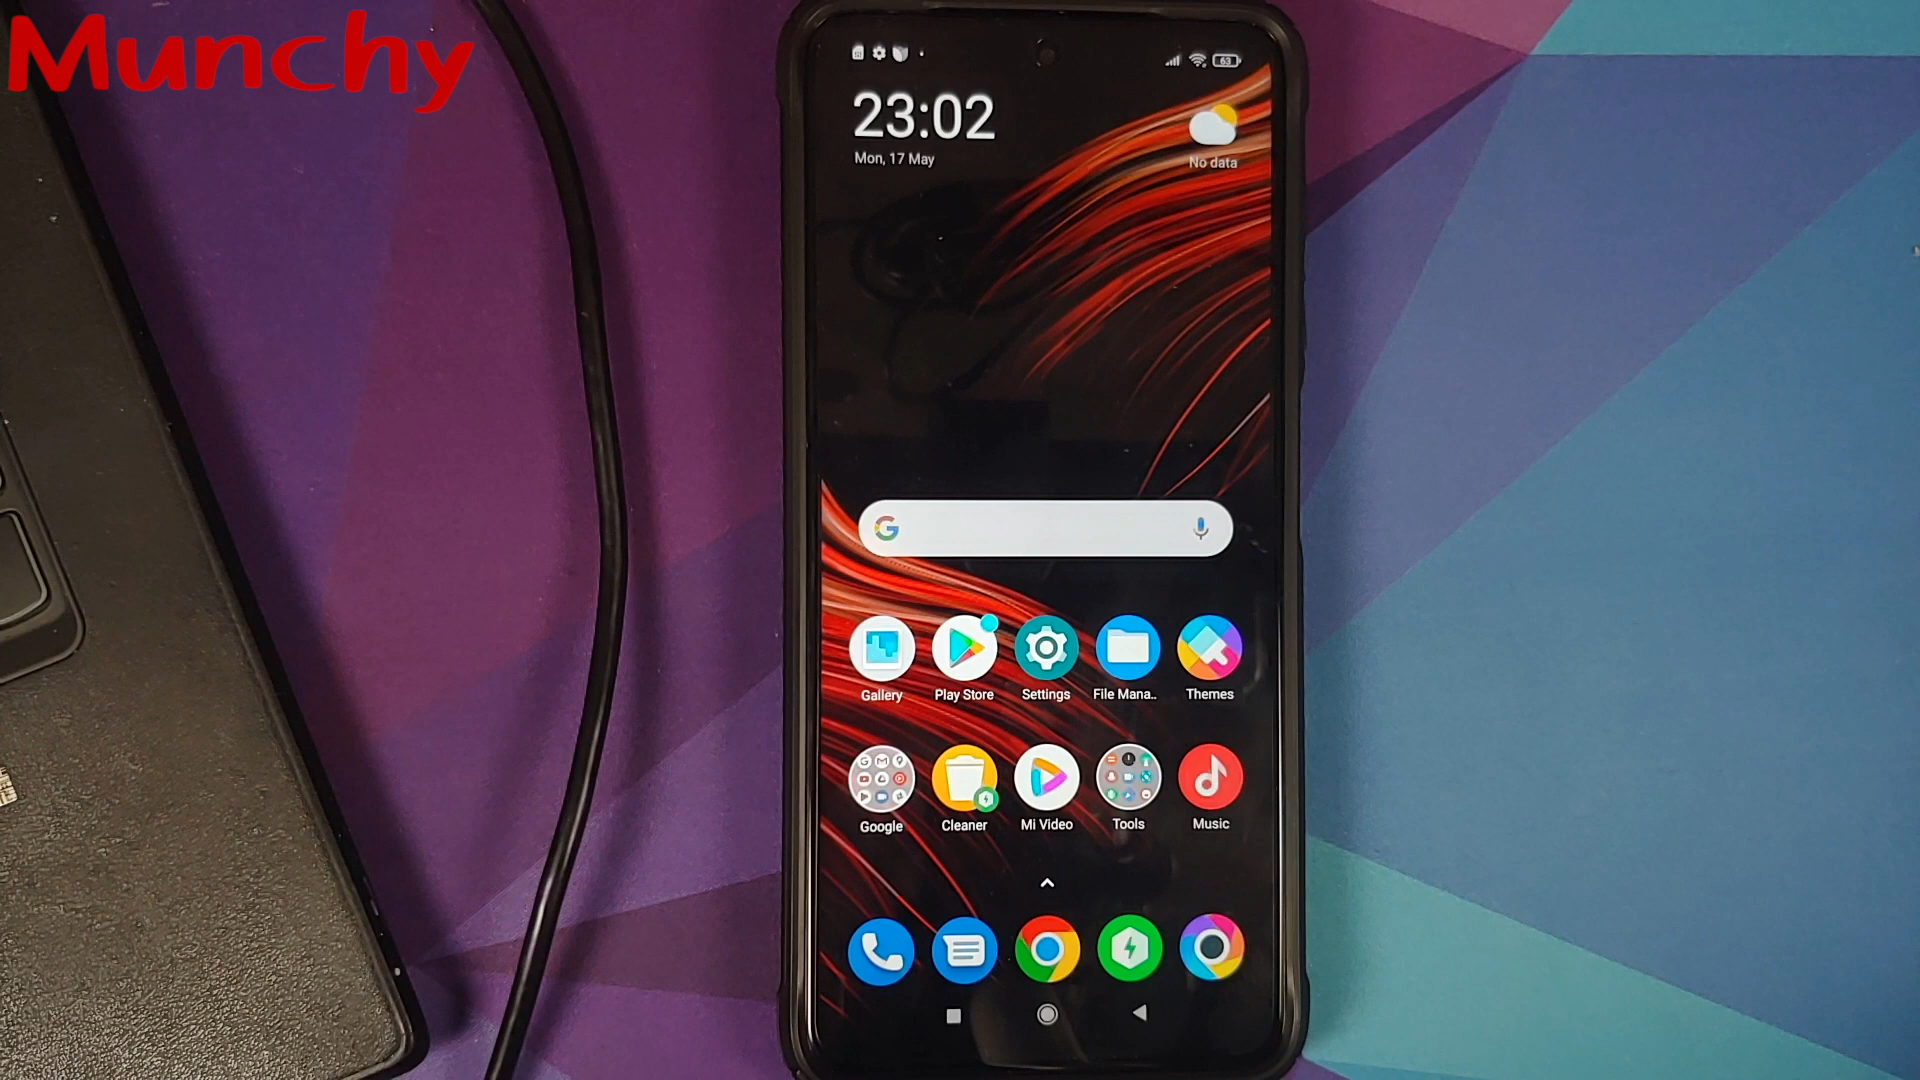 Munchy
63
23:02
Mon, 17 May
No data
G
Gallery
Play Store
Settings
File Mana..
Themes
Google
Cleaner
Mi Video
Tools
Music